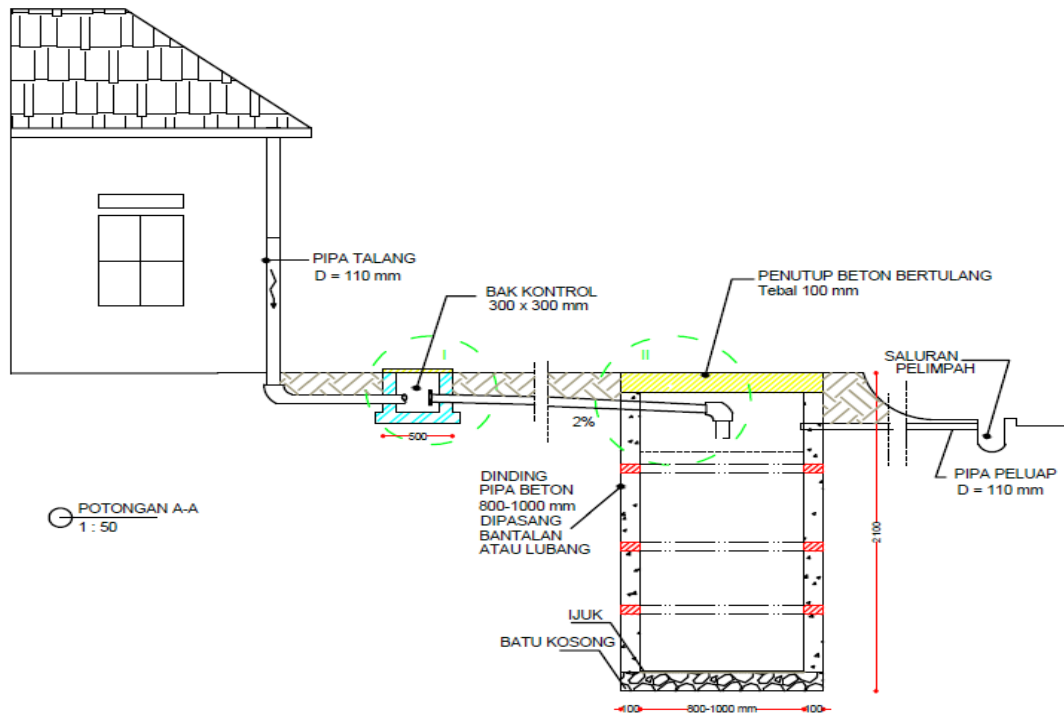 PIPA TALANG
D = 110 mm
BAK KONTROL
300 x 300 mm
PENUTUP BETON BERTULANG
Tebal 100 mm
I
II
SALURAN
PELIMPAH
2%
500
PIPA PELUAP
D = 110 mm
DINDING
PIPA BETON
800-1000 mm
DIPASANG
BANTALAN
ATAU LUBANG
POTONGAN A-A
1 : 50
2100
IJUK
BATU KOSONG
100
800-1000 mm
100